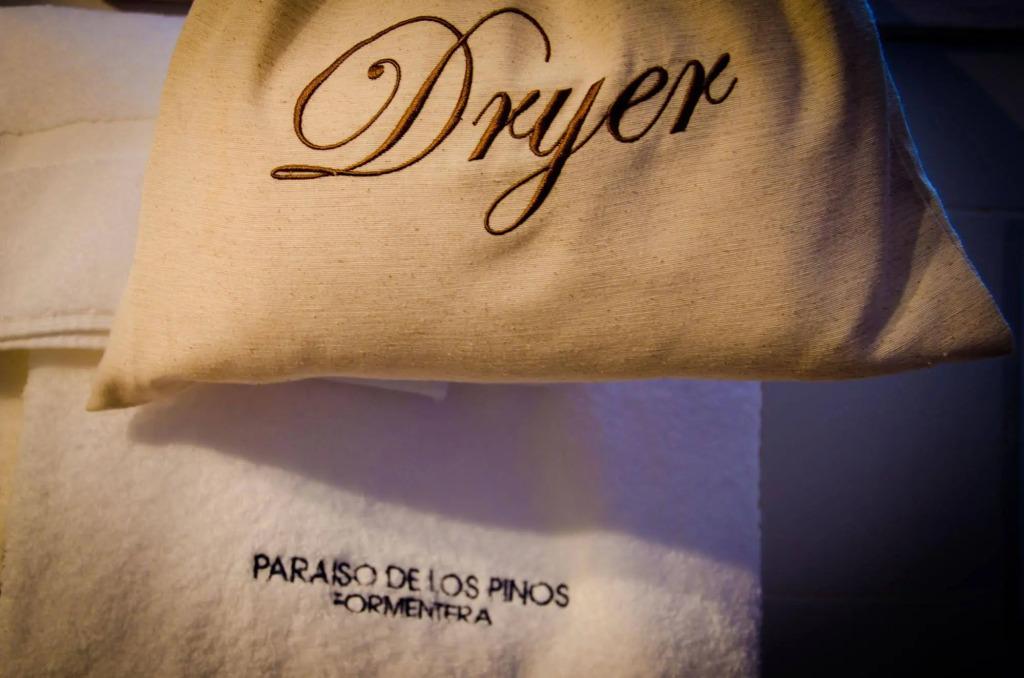 Dryer
PARAISO DE LOS PINOS
FORMENTERA